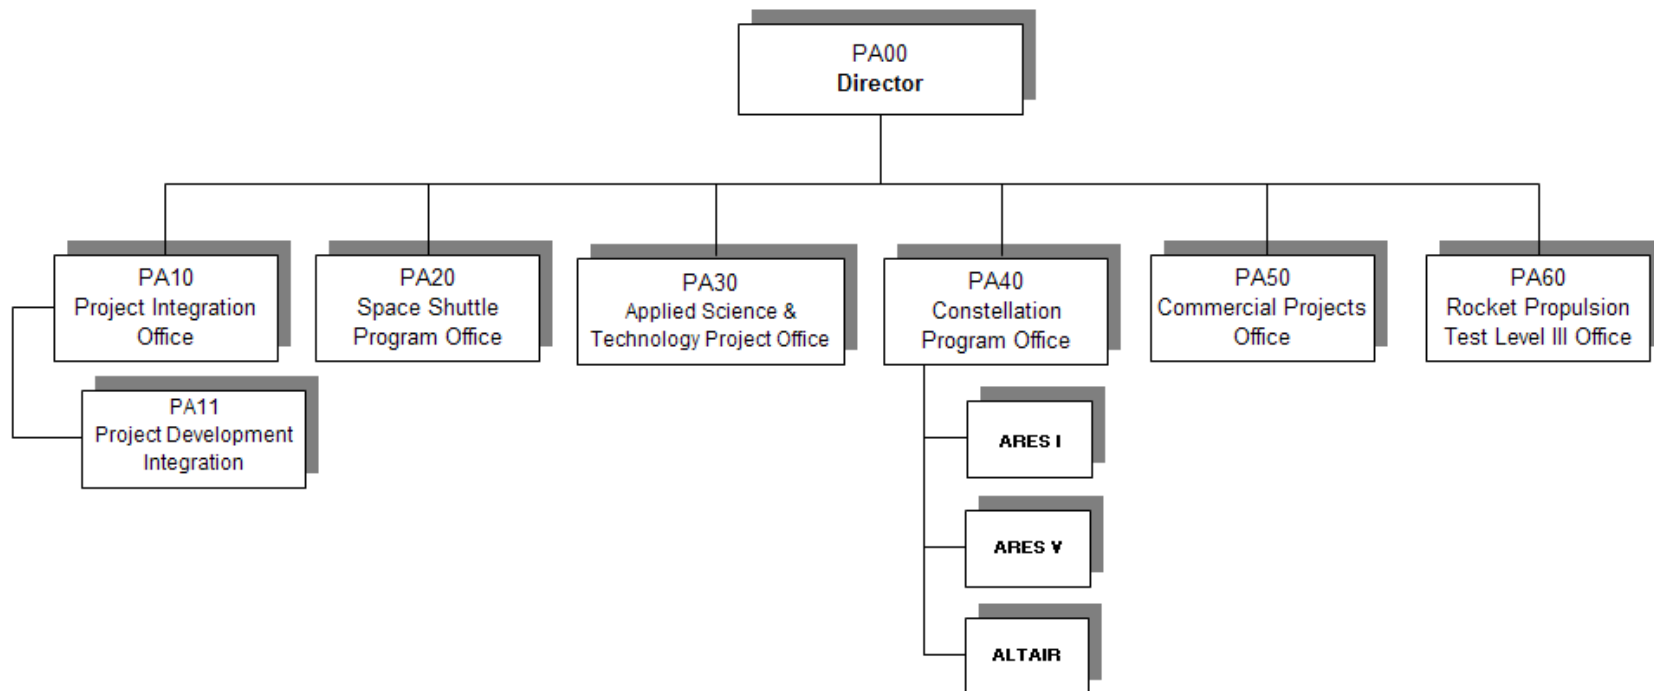 PA00
Director
PA10
Project Integration
Office
PA20
Space Shuttle
Program Office
PA30
Applied Science &
Technology Project Office
PA40
Constellation
Program Office
PA50
Commercial Projects
Office
PA60
Rocket Propulsion
Test Level III Office
PA11
Project Development
Integration
ARES I
ARES V
ALTAIR